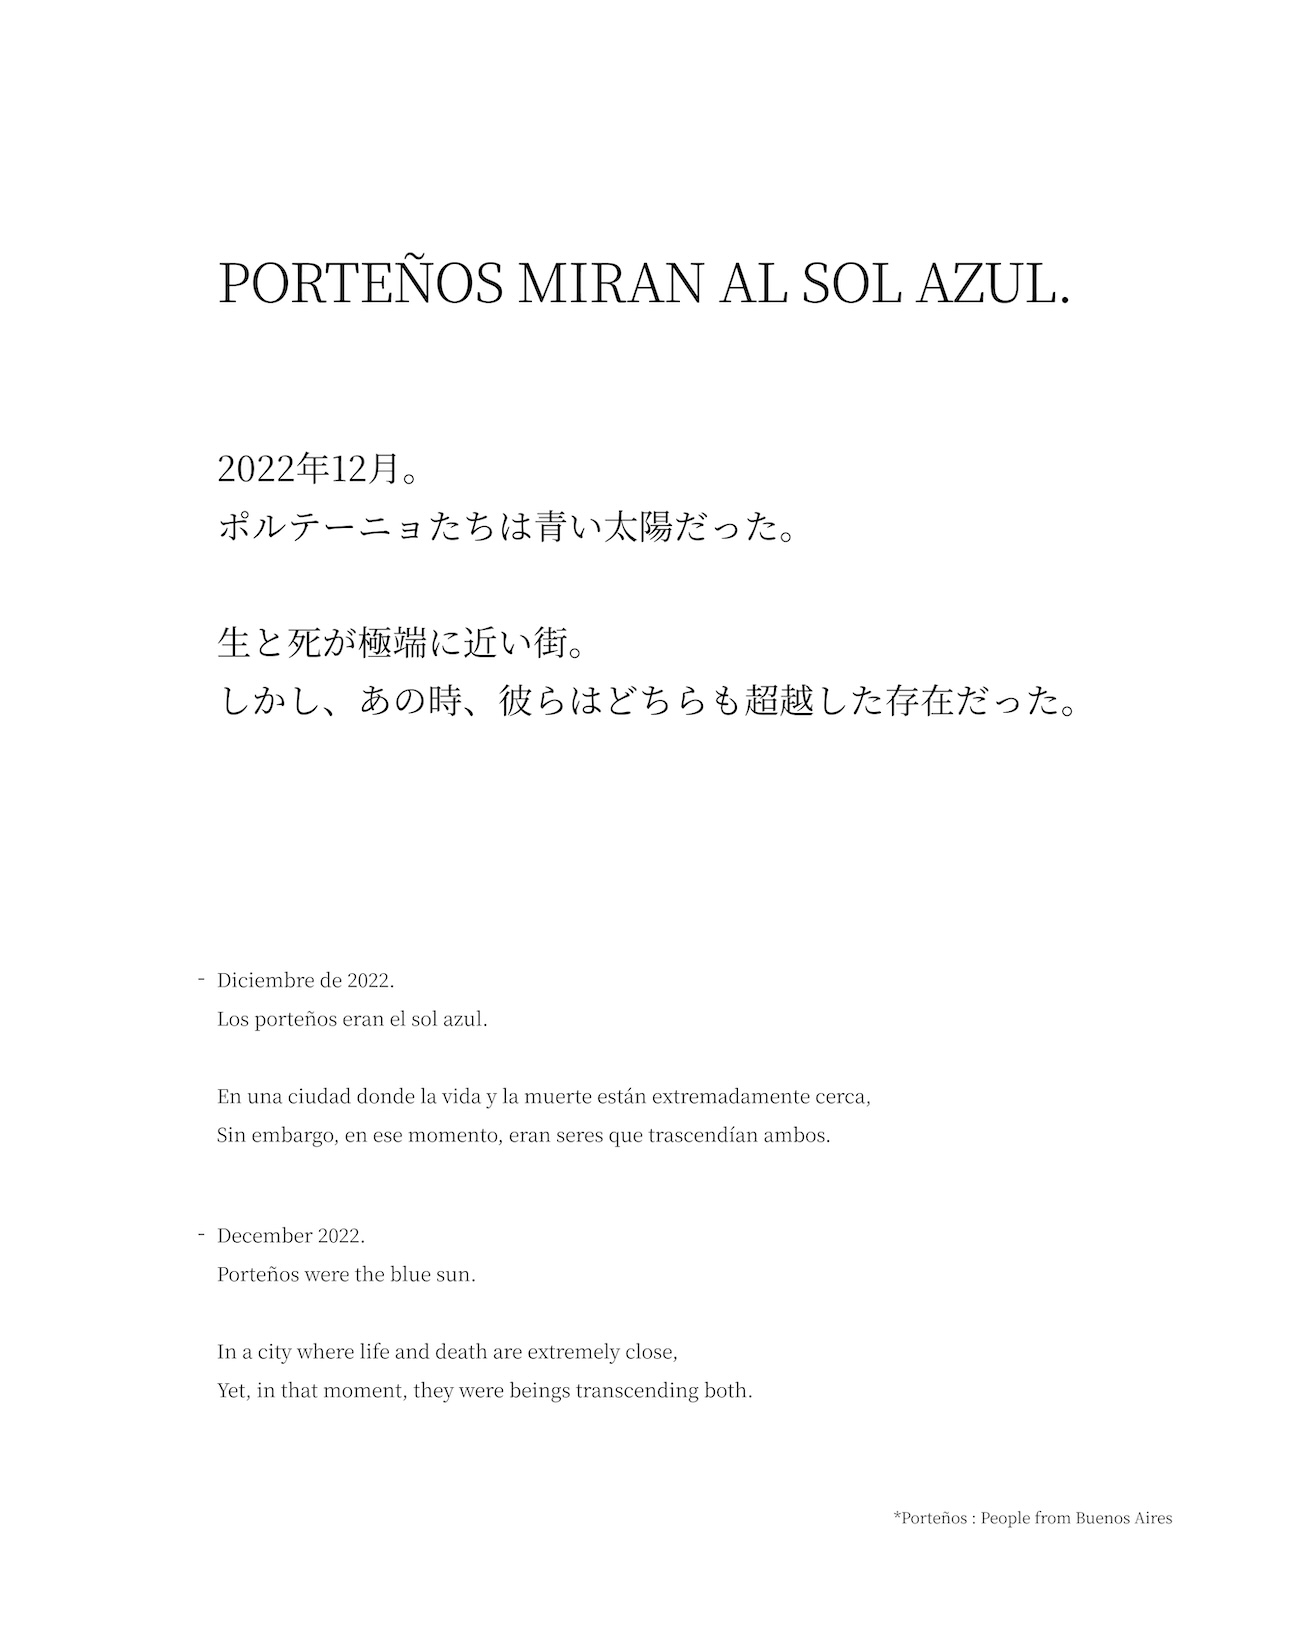 PORTEÑOS MIRAN AL SOL AZUL.
2022年12月。
ポルテーニョたちは青い太陽だった。
生と死が極端に近い街。
しかし、あの時、彼らはどちらも超越した存在だった。
- Diciembre de 2022.
Los porteños eran el sol azul.
En una ciudad donde la vida y la muerte están extremadamente cerca,
Sin embargo, en ese momento, eran seres que trascendían ambos.
- December 2022.
Porteños were the blue sun.
In a city where life and death are extremely close,
Yet, in that moment, they were beings transcending both.
*Porteños : People from Buenos Aires